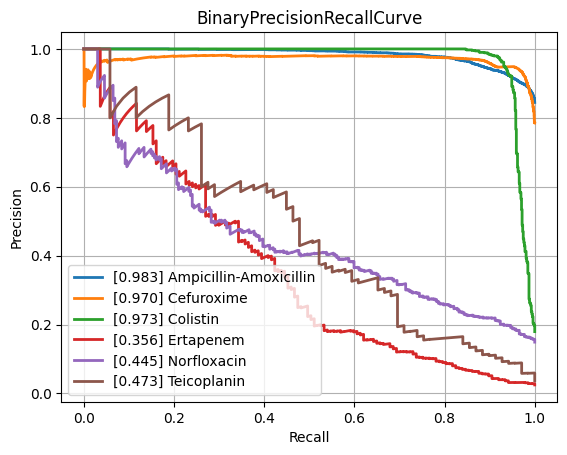 BinaryPrecisionRecallCurve
Precision
1.0
0.8
0.6
0.4
0.2
0.0
[0.983] Ampicillin-Amoxicillin
[0.970] Cefuroxime
[0.973] Colistin
[0.356] Ertapenem
[0.445] Norfloxacin
[0.473] Teicoplanin
0.0 0.2 0.4 0.6 0.8 1.0
Recall